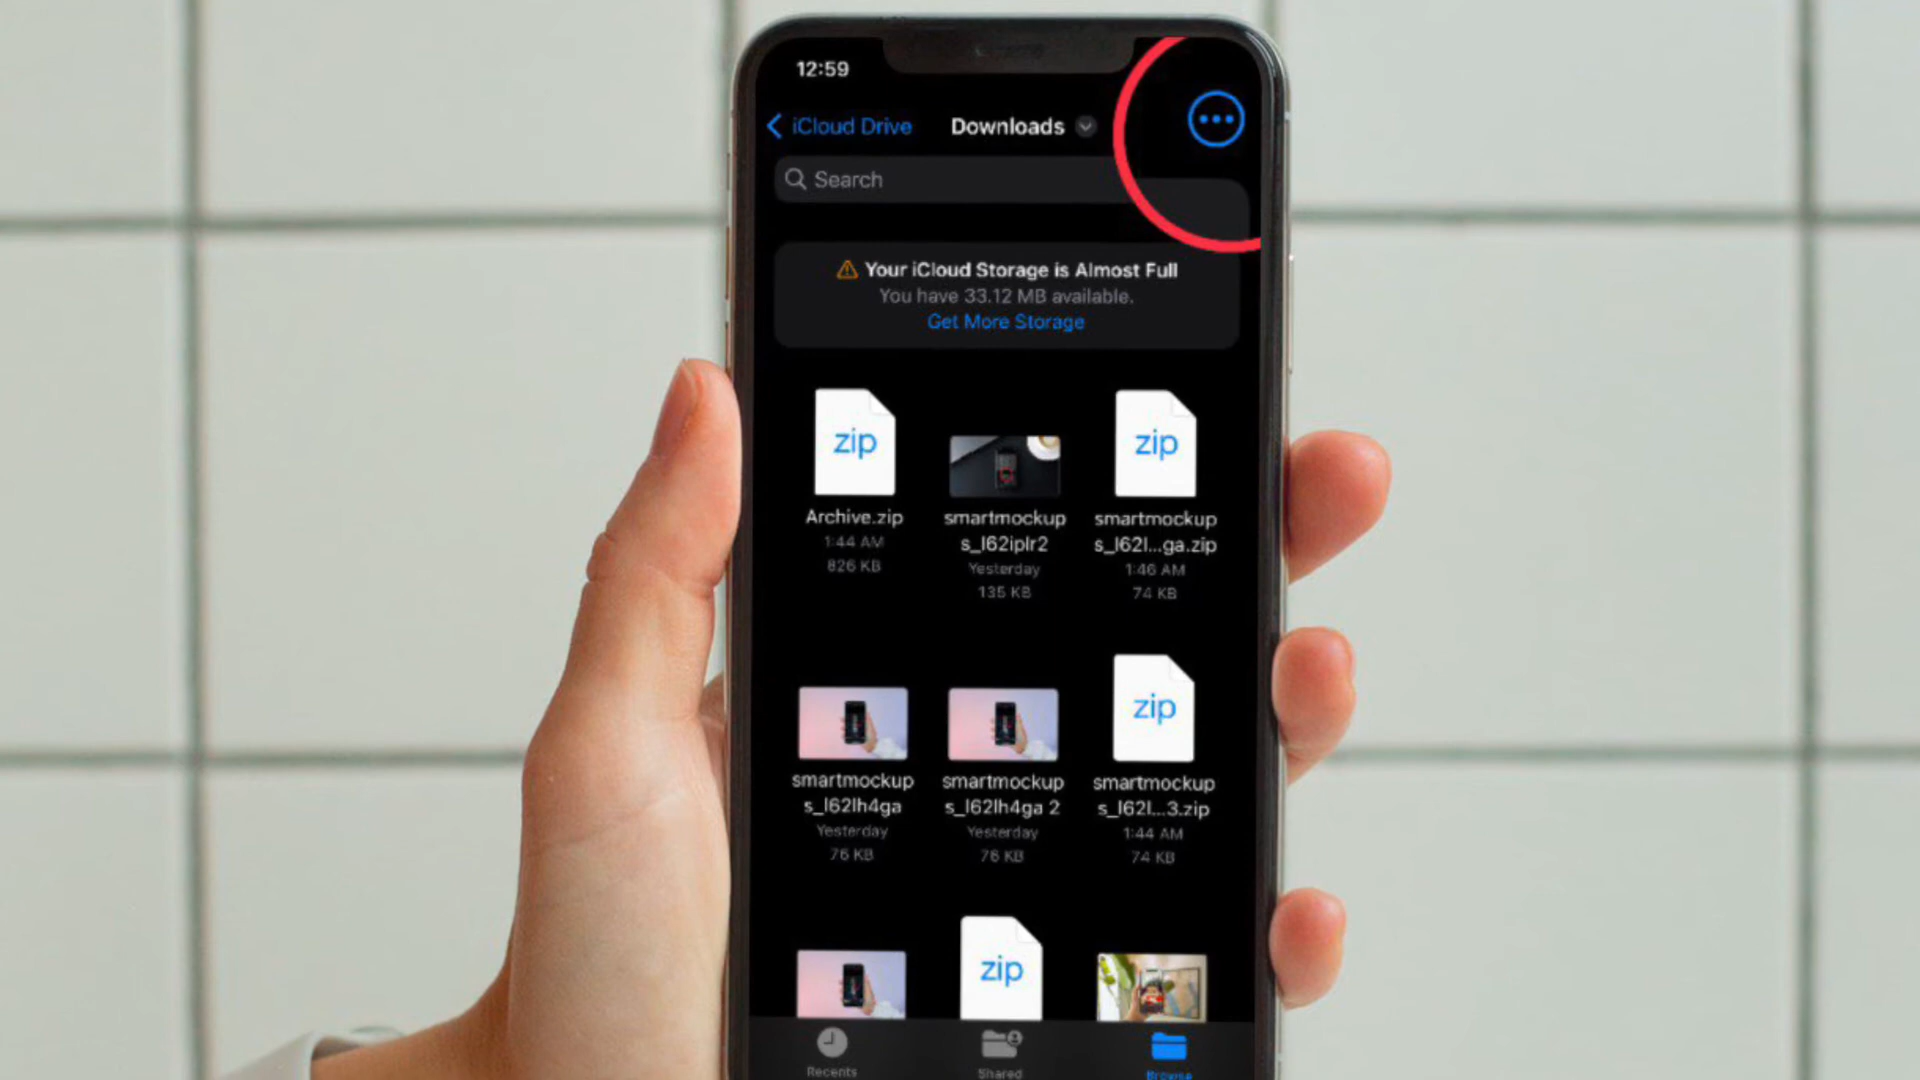 12:59
iCloud Drive
Downloads
Search
Your iCloud Storage is Almost Full
You have 33.12 MB available.
Get More Storage
zip
zip
Archive.zip
1:44 AM
826 KB
smartmockup
s_l62iplr2
Yesterday
135 KB
smartmockup
s_l62l...ga.zip
1:46 AM
74 KB
zip
smartmockup
s_l62lh4ga
Yesterday
76 KB
smartmockup
s_l62lh4ga 2
Yesterday
76 KB
smartmockup
s_l62l...3.zip
1:44 AM
74 KB
zip
Recents
Shared
Browse